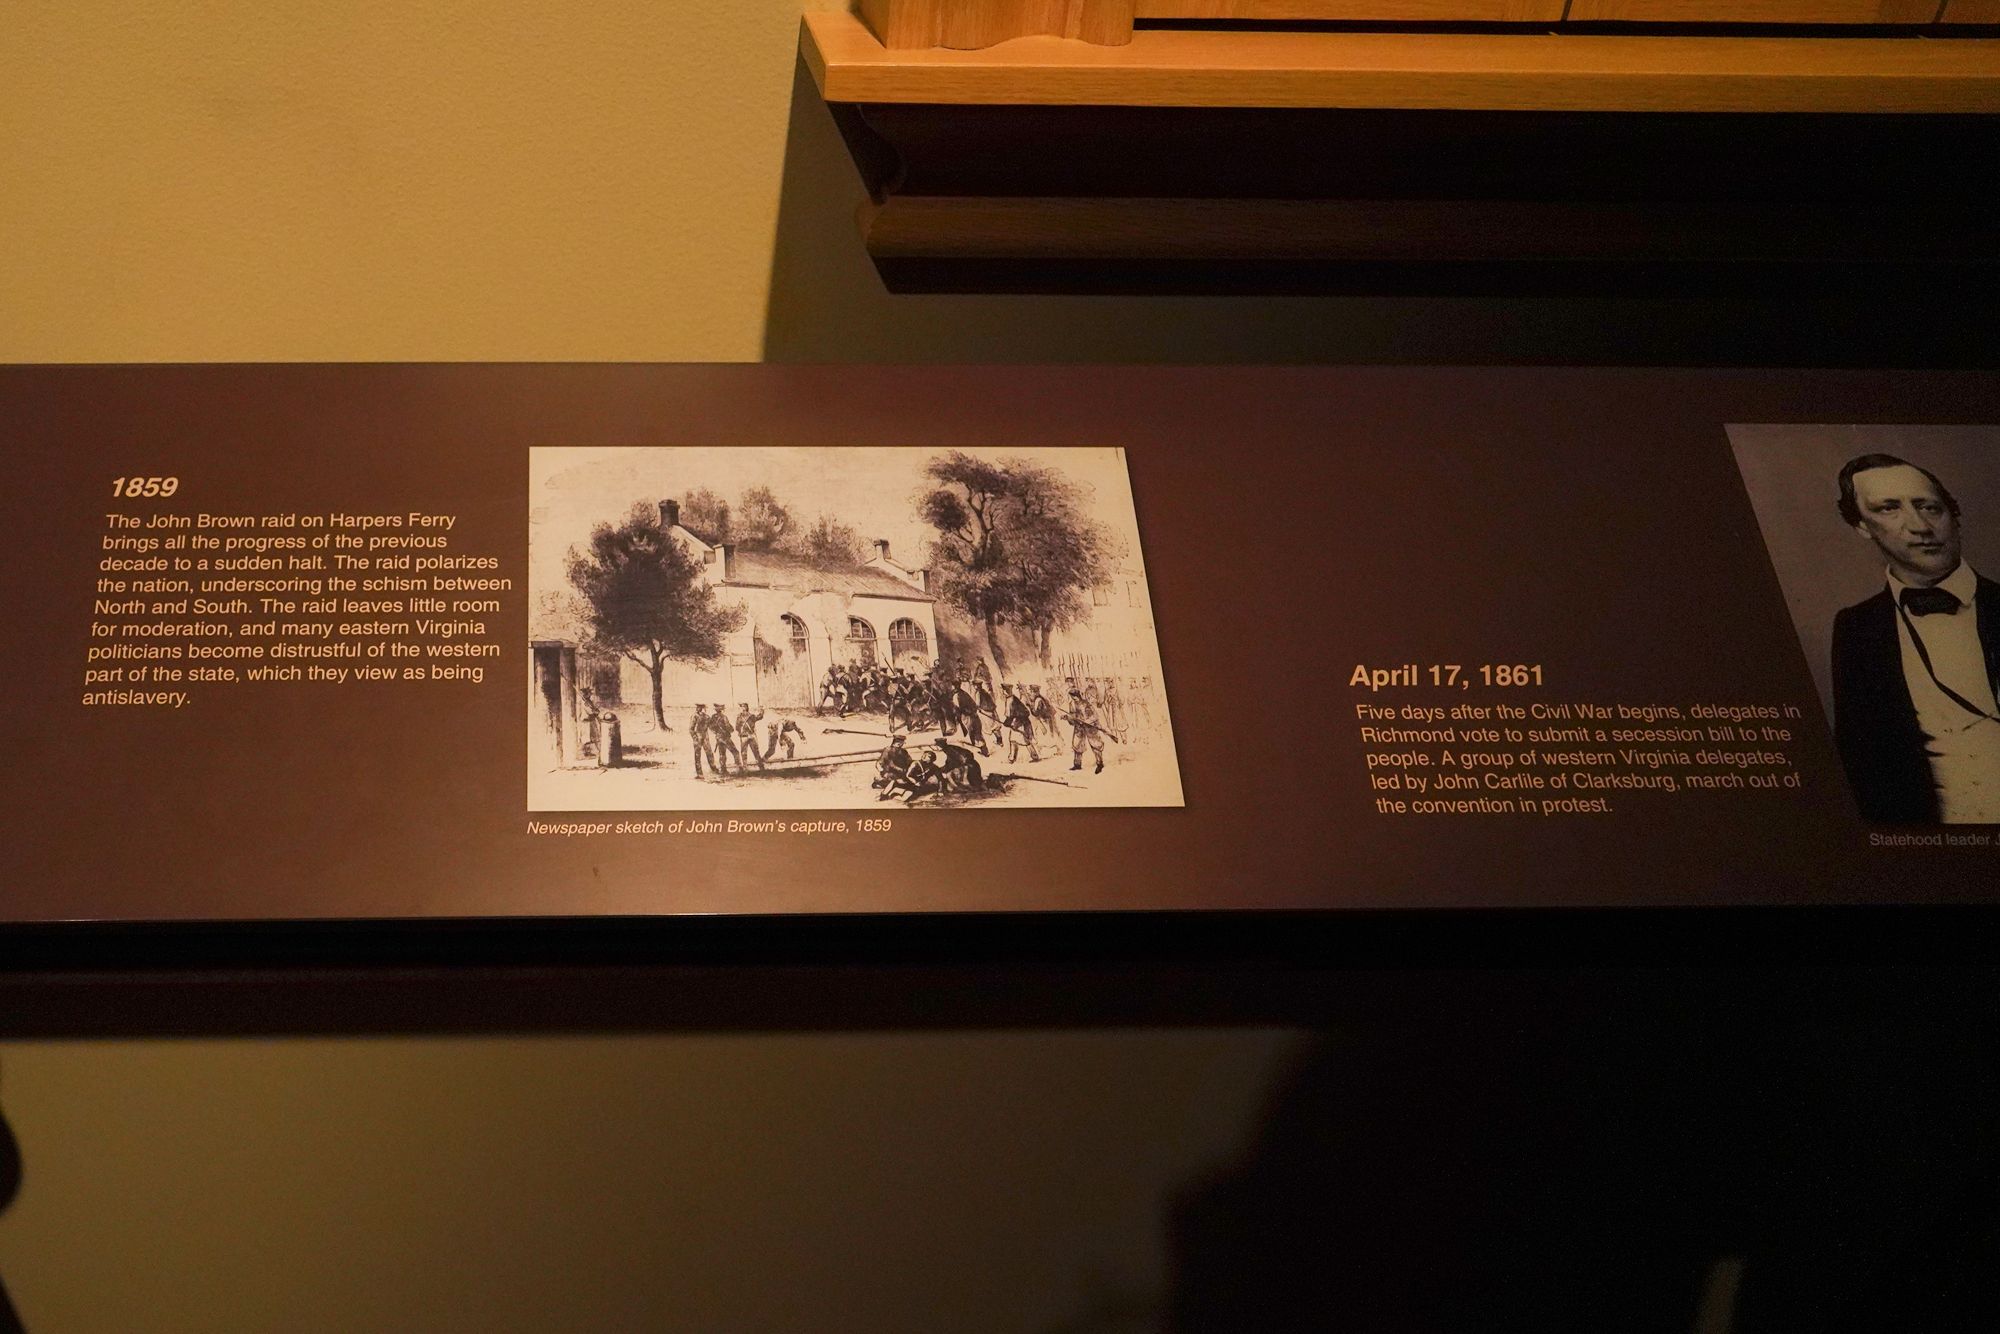 1859
The John Brown raid on Harpers Ferry
brings all the progress of the previous
decade to a sudden halt. The raid polarizes
the nation, underscoring the schism between
North and South. The raid leaves little room
for moderation, and many eastern Virginia
politicians become distrustful of the western
part of the state, which they view as being
antislavery.
Newspaper sketch of John Brown's capture, 1859
April 17, 1861
Five days after the Civil War begins, delegates in
Richmond vote to submit a secession bill to the
people. A group of western Virginia delegates,
led by John Carlile of Clarksburg, march out of
the convention in protest.
Statehood leader